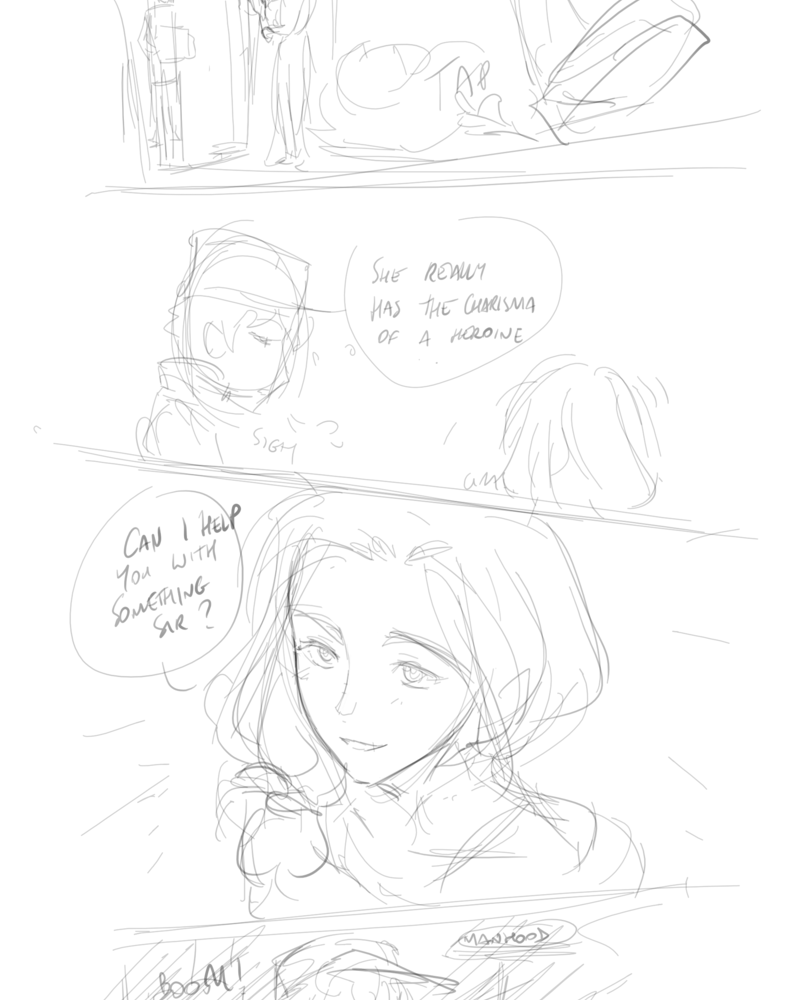 TAP
SHE REALLY
HAS THE CHARISMA
OF A HEROINE
SIGH
CAN I HELP
YOU WITH
SOMETHING
SIR?
MANHOOD
BOOM!